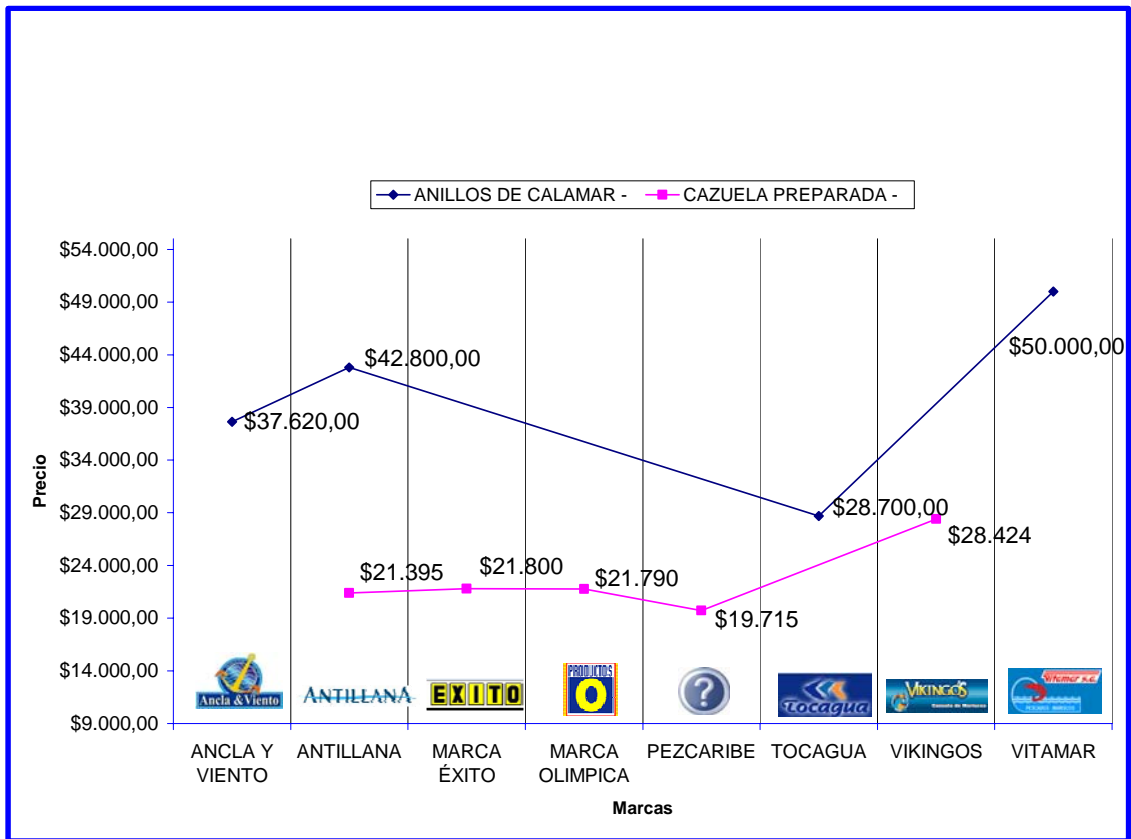 ANILLOS DE CALAMAR - CAZUELA PREPARADA -
$54.000,00
$49.000,00
$44.000,00
$39.000,00
$34.000,00
$29.000,00
$24.000,00
$19.000,00
$14.000,00
$9.000,00
Precio
$37.620,00
$42.800,00
$28.700,00
$50.000,00
$21.395
$21.800
$21.790
$19.715
$28.424
Ancla & Viento
ANTILLANA
EXITO
PRODUCTOS
O
?
Tocagua
VIKINGOS
Vitamar s.a.
ANCLA Y
VIENTO
ANTILLANA
MARCA
ÉXITO
MARCA
OLIMPICA
PEZCARIBE
TOCAGUA
VIKINGOS
VITAMAR
Marcas